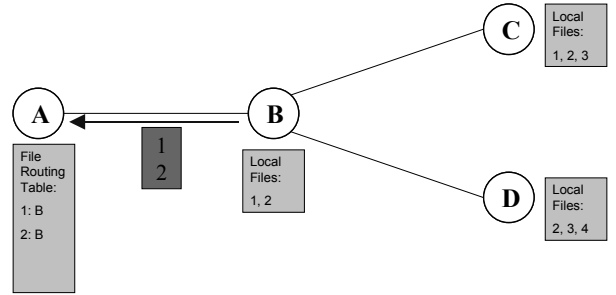 C
Local
Files:
1, 2, 3
A
B
1
2
File
Routing
Table:
1: B
2: B
Local
Files:
1, 2
D
Local
Files:
2, 3, 4